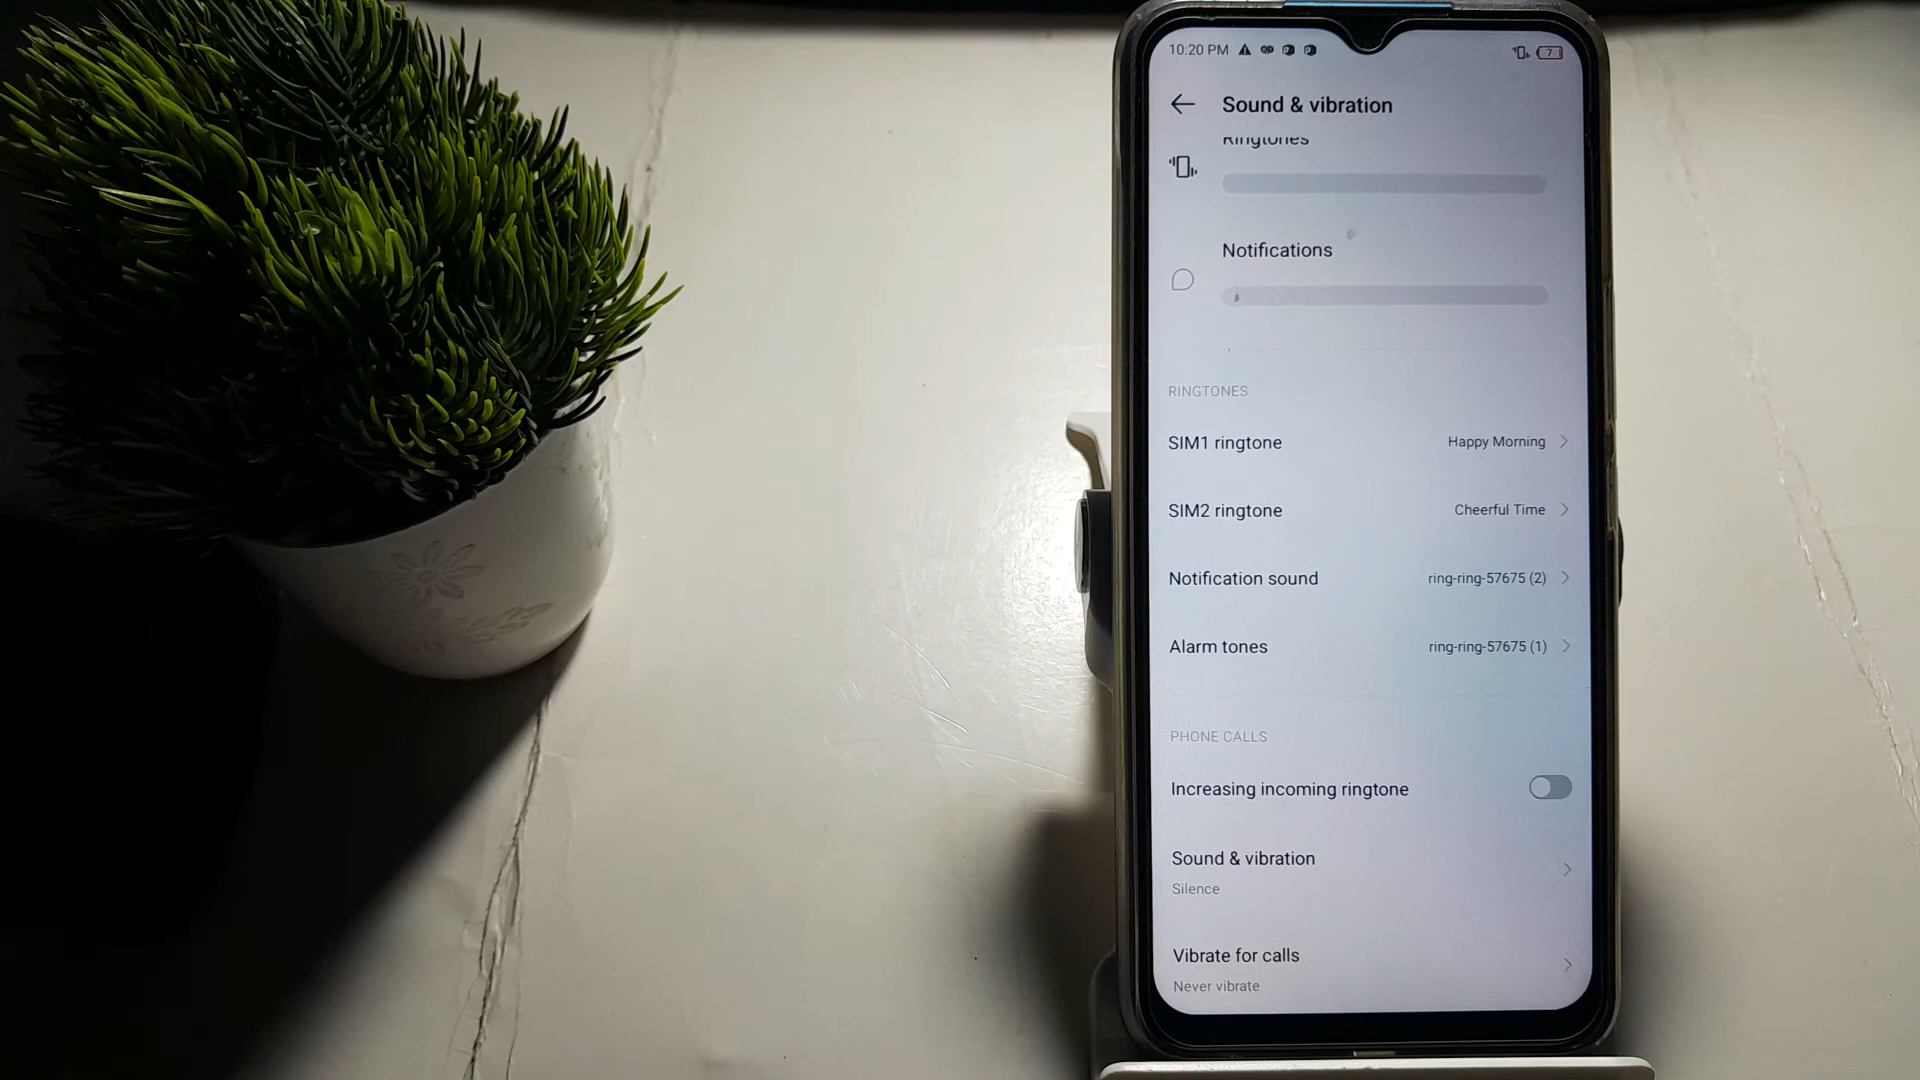 10:20 PM
7
Sound & vibration
Ringtones
Notifications
RINGTONES
SIM1 ringtone Happy Morning
SIM2 ringtone Cheerful Time
Notification sound ring-ring-57675 (2)
Alarm tones ring-ring-57675 (1)
PHONE CALLS
Increasing incoming ringtone
Sound & vibration
Silence
Vibrate for calls
Never vibrate